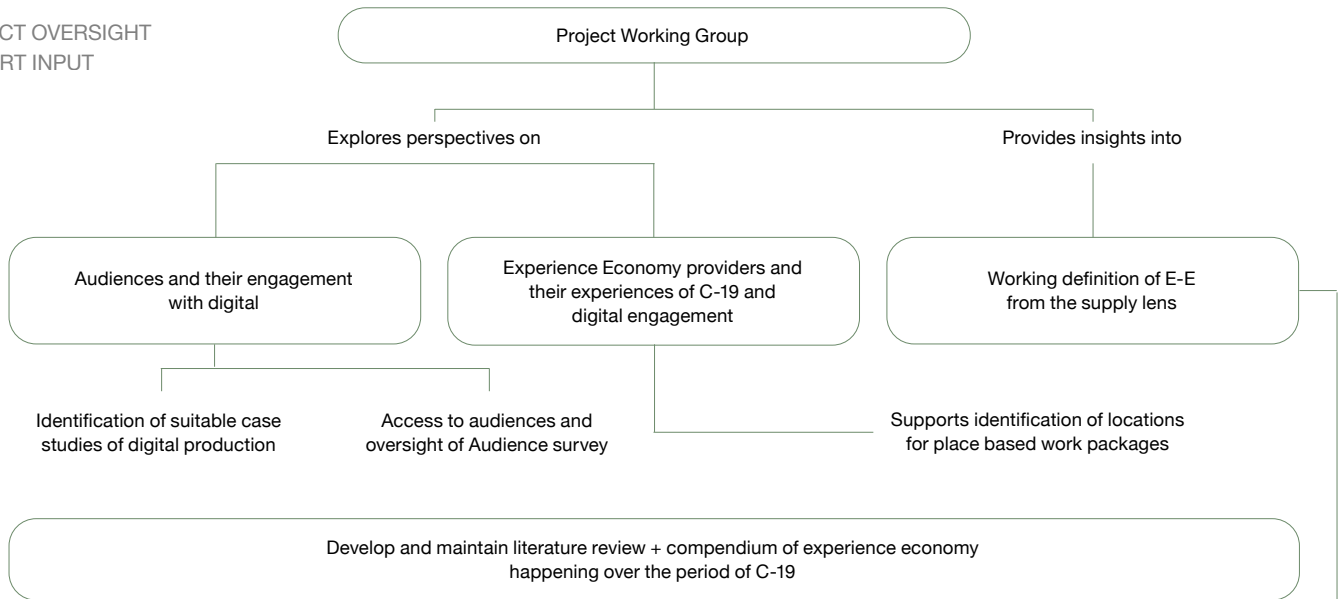 CT OVERSIGHT
RT INPUT
Project Working Group
Explores perspectives on
Provides insights into
Audiences and their engagement
with digital
Experience Economy providers and
their experiences of C-19 and
digital engagement
Working definition of E-E
from the supply lens
Identification of suitable case
studies of digital production
Access to audiences and
oversight of Audience survey
Supports identification of locations
for place based work packages
Develop and maintain literature review + compendium of experience economy
happening over the period of C-19